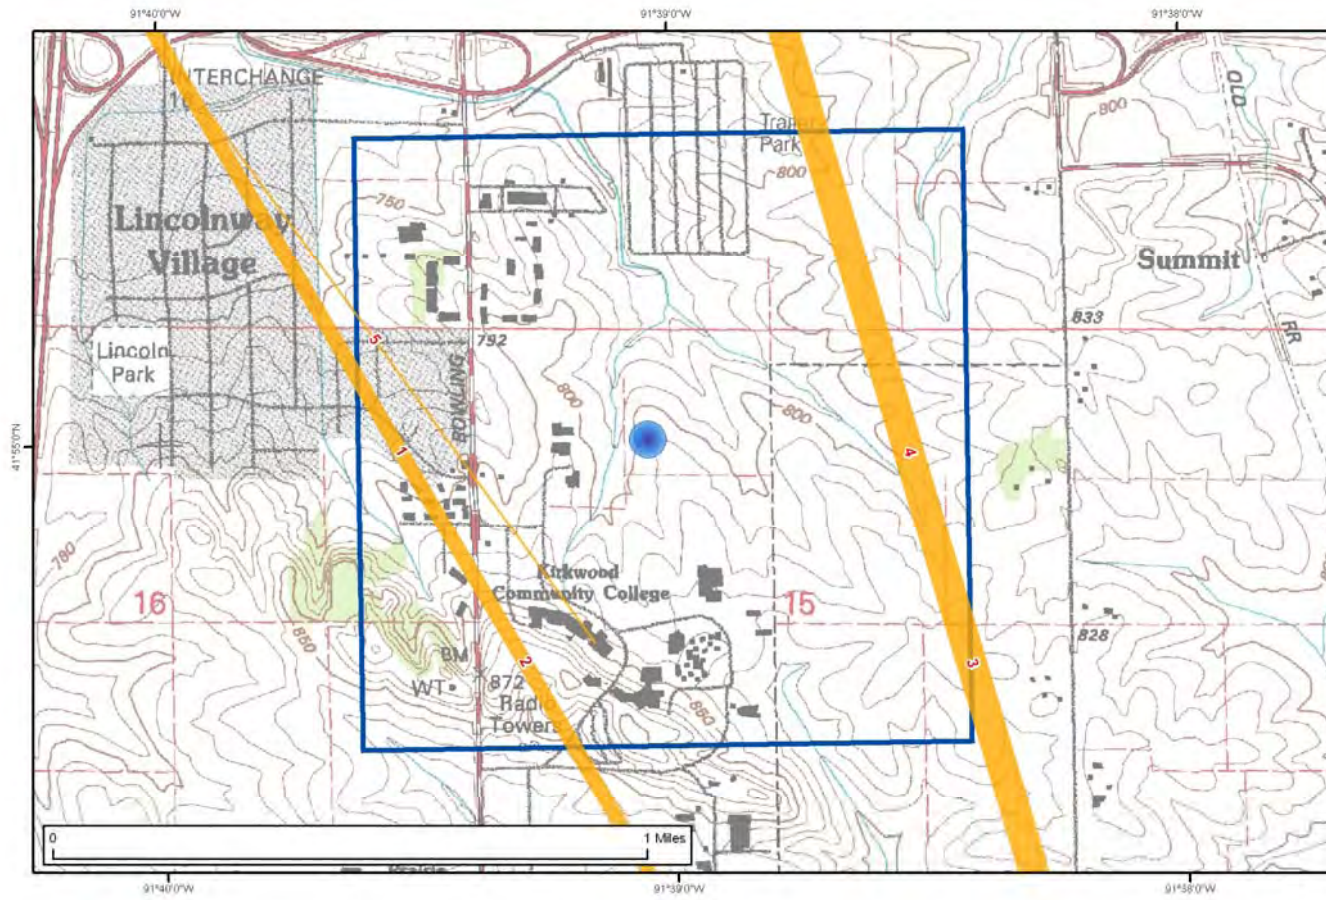 91°40'0"W
91°39'0"W
91°38'0"W
INTERCHANGE
OLD
800
Trailer
Park
800
750
Lincolnway
Village
Summit
833
RR
5
792
Lincoln
Park
BOWLING
800
800
41°55'0"N
1
4
780
Kirkwood
Community College
16
15
850
828
BM
2
3
WT
872
Radio
Towers
850
0
1 Miles
Prairie
91°40'0"W
91°39'0"W
91°38'0"W